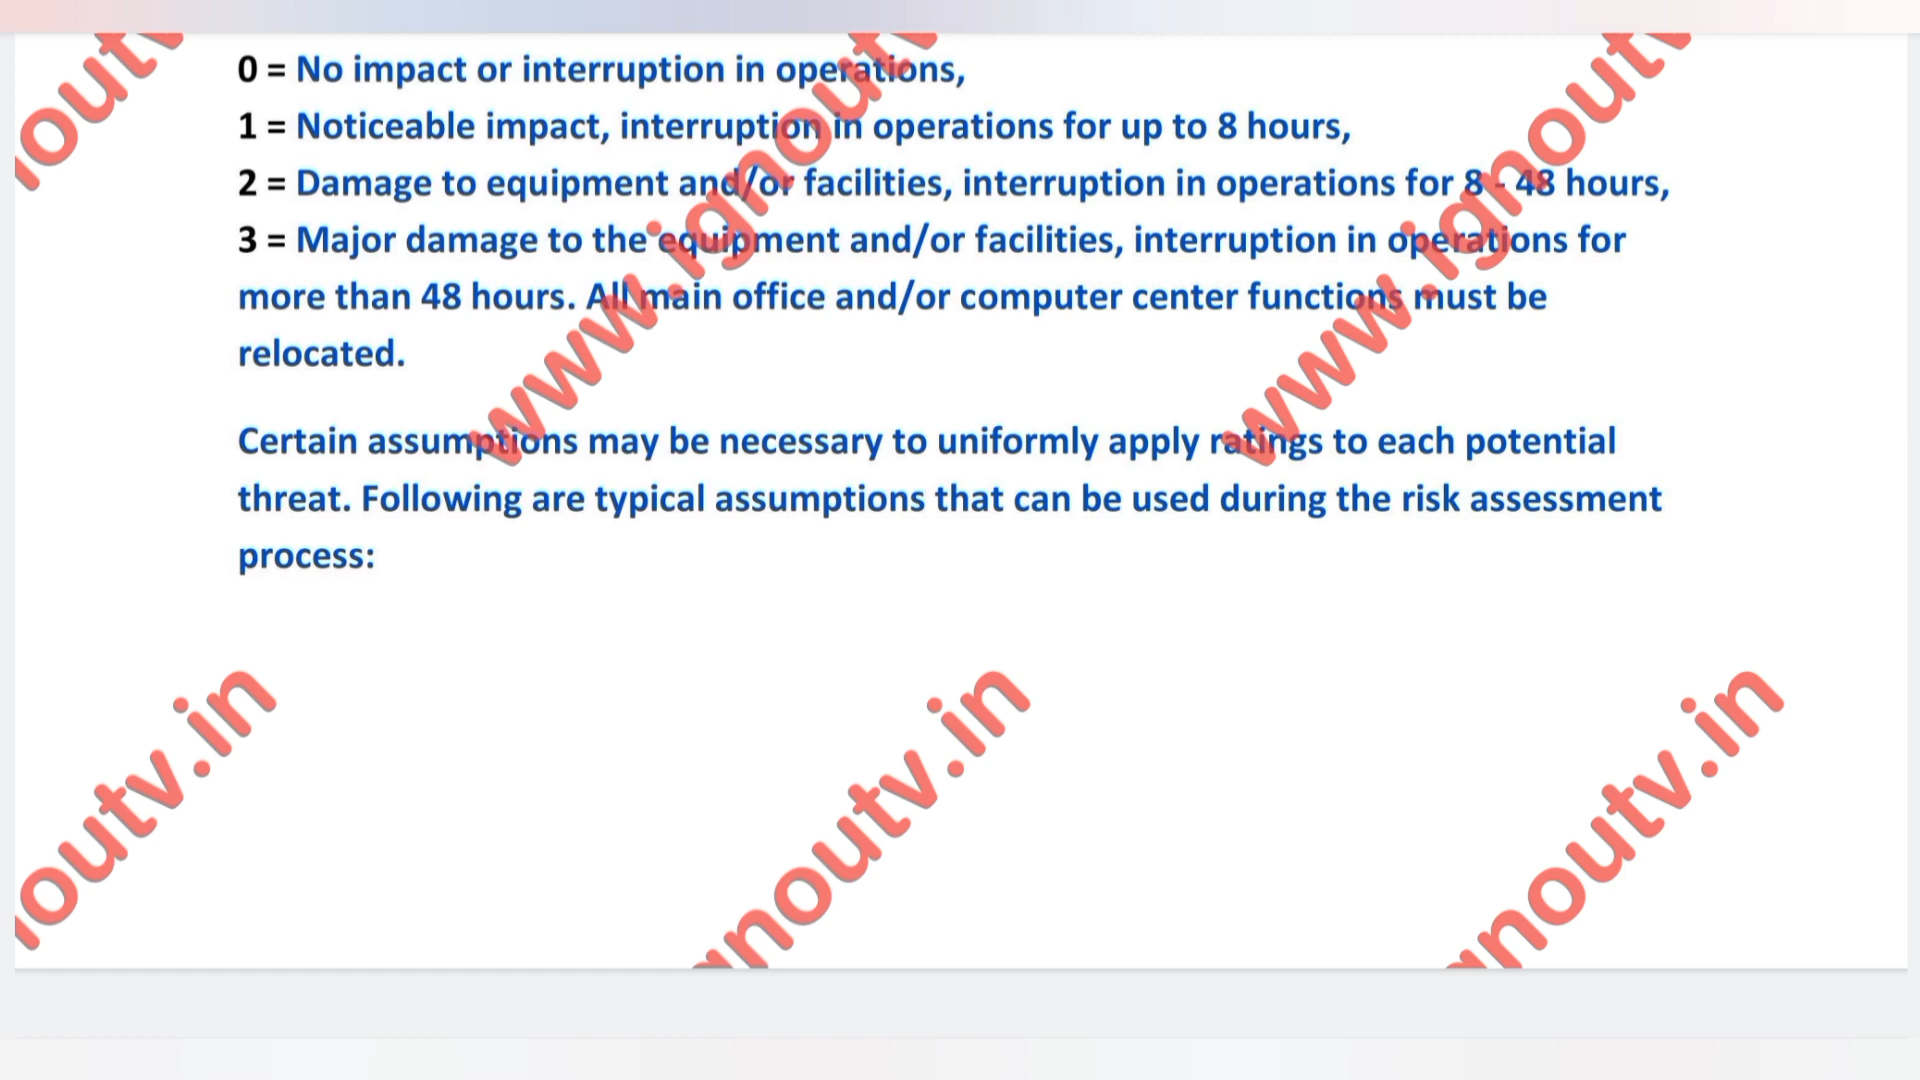 0 = No impact or interruption in operations,
1 = Noticeable impact, interruption in operations for up to 8 hours,
2 = Damage to equipment and/or facilities, interruption in operations for 8 - 48 hours,
3 = Major damage to the equipment and/or facilities, interruption in operations for
more than 48 hours. All main office and/or computer center functions must be
relocated.
Certain assumptions may be necessary to uniformly apply ratings to each potential
threat. Following are typical assumptions that can be used during the risk assessment
process:
outv
www.ignoutv
www.ignoutv
outv.in
gnoutv.in
gnoutv.in